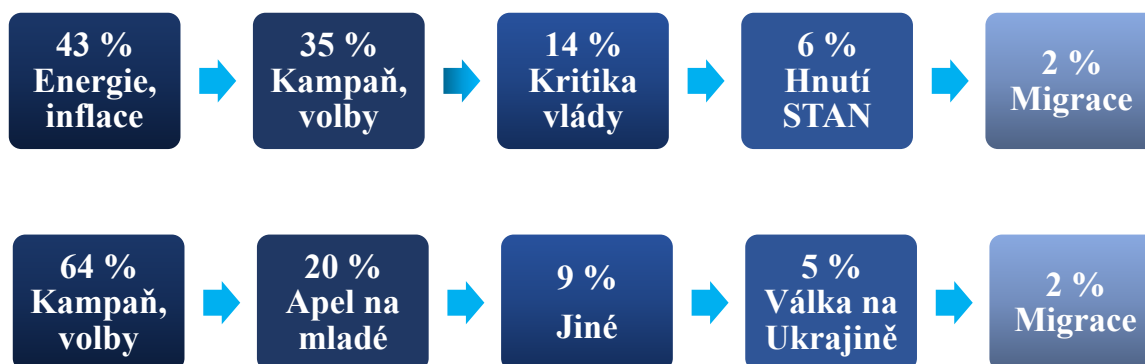 43 %
Energie,
inflace
35 %
Kampaň,
volby
14 %
Kritika
vlády
6 %
Hnutí
STAN
2 %
Migrace
64 %
Kampaň,
volby
20 %
Apel na
mladé
9 %
Jiné
5 %
Válka na
Ukrajině
2 %
Migrace